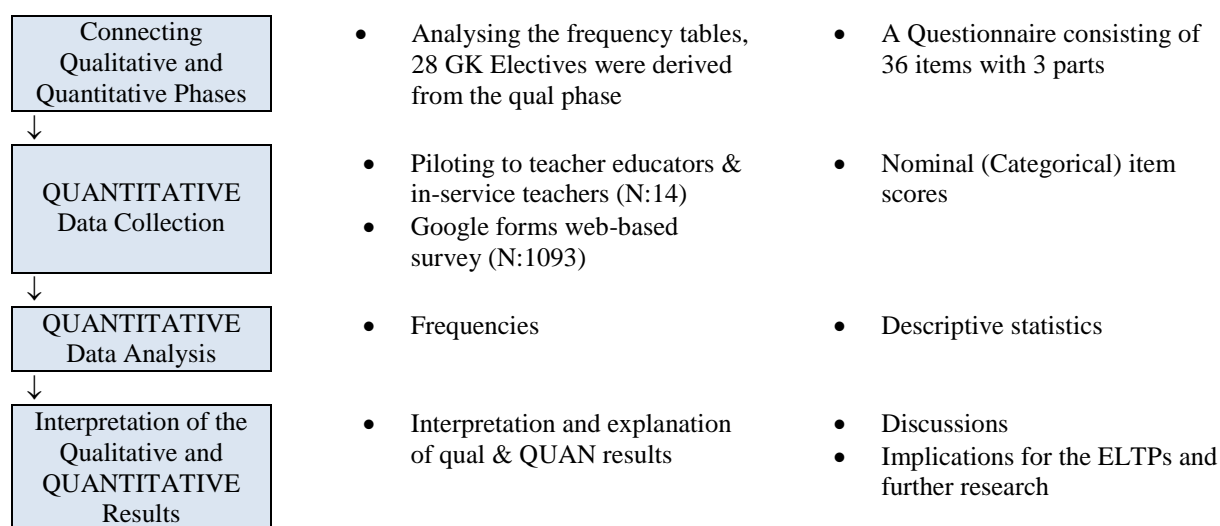 Connecting
Qualitative and
Quantitative Phases
• Analysing the frequency tables,
28 GK Electives were derived
from the qual phase
• A Questionnaire consisting of
36 items with 3 parts
↓
QUANTITATIVE
Data Collection
• Piloting to teacher educators &
in-service teachers (N:14)
• Google forms web-based
survey (N:1093)
• Nominal (Categorical) item
scores
↓
QUANTITATIVE
Data Analysis
• Frequencies
• Descriptive statistics
↓
Interpretation of the
Qualitative and
QUANTITATIVE
Results
• Interpretation and explanation
of qual & QUAN results
• Discussions
• Implications for the ELTPs and
further research